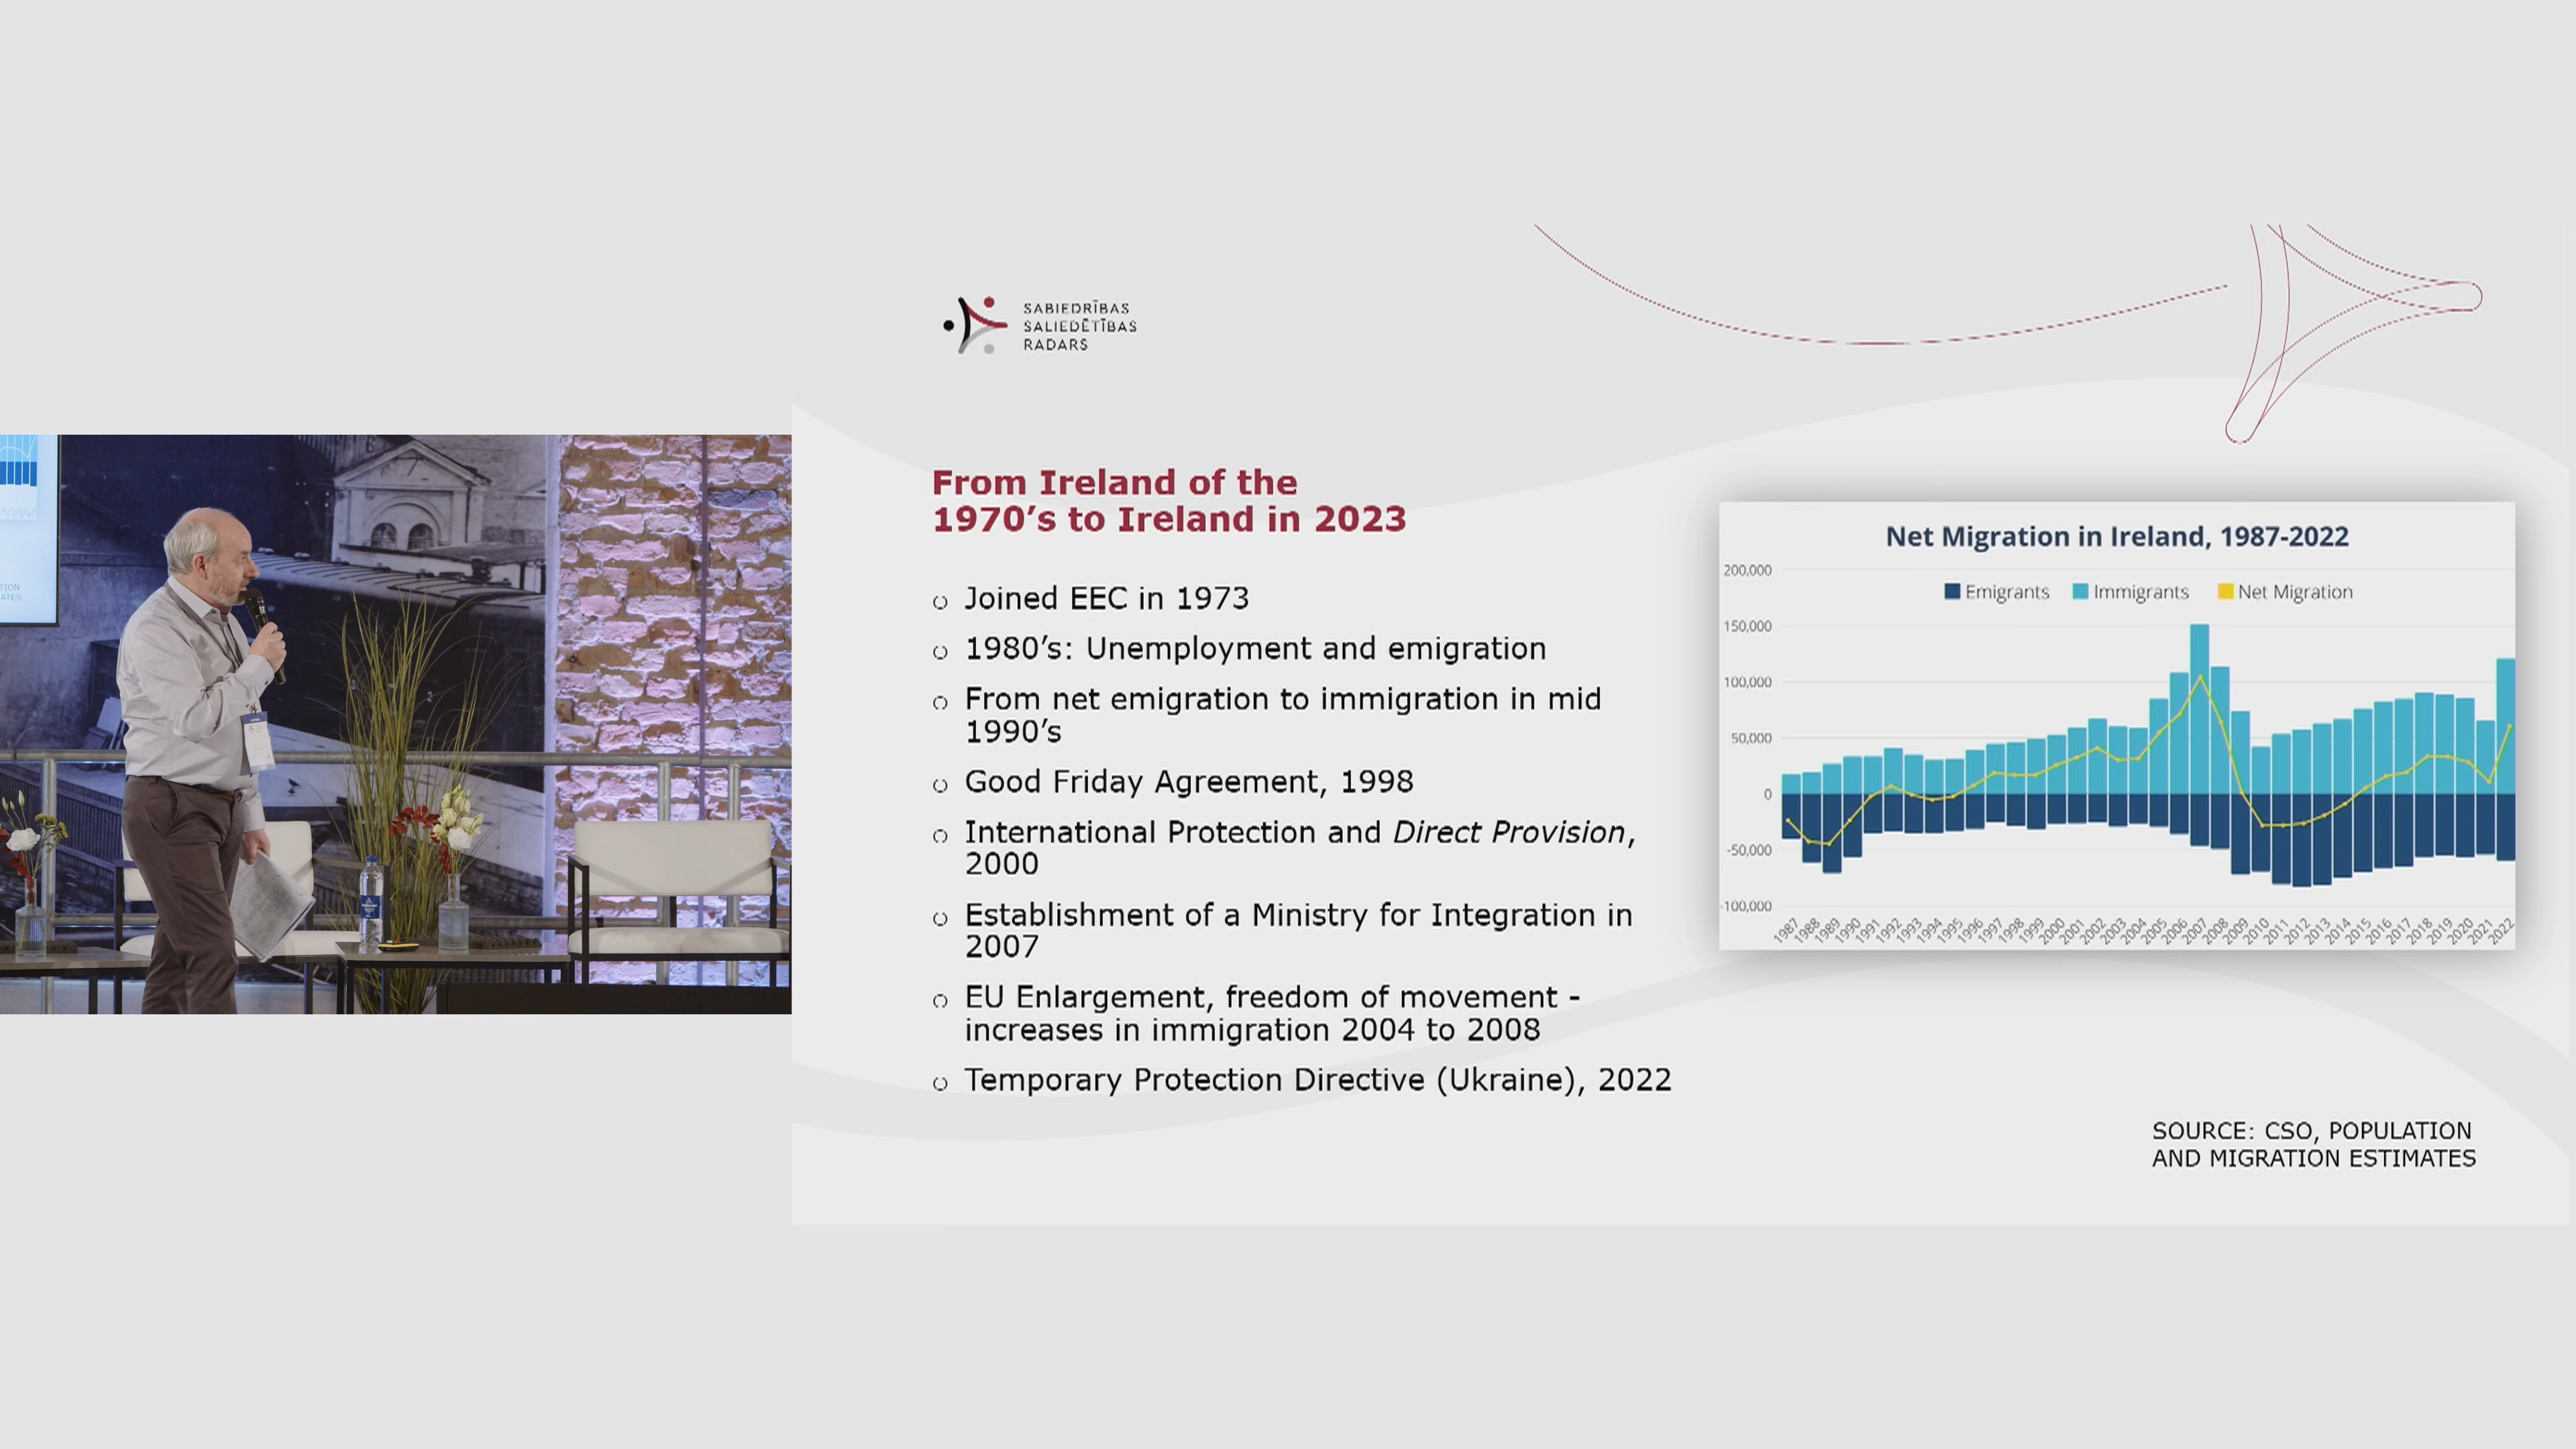 TION
ATES
SABIEDRĪBAS
SALIEDĒTĪBAS
RADARS
From Ireland of the
1970’s to Ireland in 2023
Joined EEC in 1973
1980’s: Unemployment and emigration
From net emigration to immigration in mid
1990’s
Good Friday Agreement, 1998
International Protection and Direct Provision,
2000
Establishment of a Ministry for Integration in
2007
EU Enlargement, freedom of movement -
increases in immigration 2004 to 2008
Temporary Protection Directive (Ukraine), 2022
Net Migration in Ireland, 1987-2022
Emigrants Immigrants Net Migration
200,000
150,000
100,000
50,000
0
-50,000
-100,000
1987 1988 1989 1990 1991 1992 1993 1994 1995 1996 1997 1998 1999 2000 2001 2002 2003 2004 2005 2006 2007 2008 2009 2010 2011 2012 2013 2014 2015 2016 2017 2018 2019 2020 2021 2022
SOURCE: CSO, POPULATION
AND MIGRATION ESTIMATES